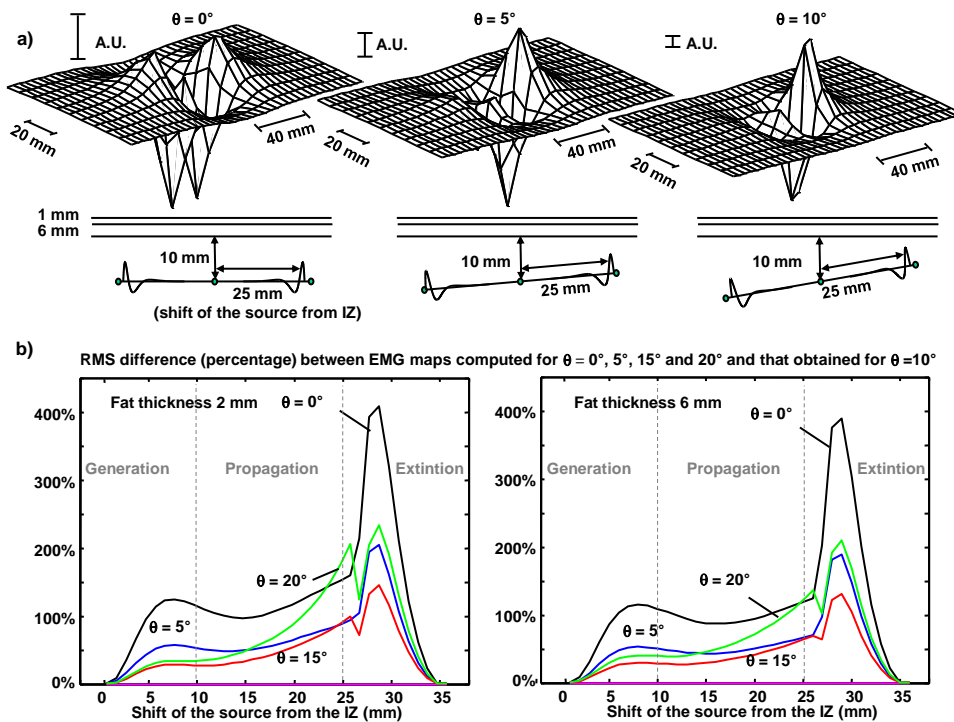 a)
A.U.
θ = 0°
A.U.
θ = 5°
A.U.
θ = 10°
20 mm
40 mm
20 mm
40 mm
20 mm
40 mm
1 mm
6 mm
10 mm
25 mm
(shift of the source from IZ)
10 mm
25 mm
10 mm
25 mm
b)
RMS difference (percentage) between EMG maps computed for θ = 0°, 5°, 15° and 20° and that obtained for θ =10°
400%
300%
200%
100%
0%
Fat thickness 2 mm
θ = 0°
Generation
Propagation
Extintion
θ = 20°
θ = 5°
θ = 15°
0 5 10 15 20 25 30 35
Shift of the source from the IZ (mm)
400%
300%
200%
100%
0%
Fat thickness 6 mm
θ = 0°
Generation
Propagation
Extintion
θ = 20°
θ = 5°
θ = 15°
0 5 10 15 20 25 30 35
Shift of the source from the IZ (mm)